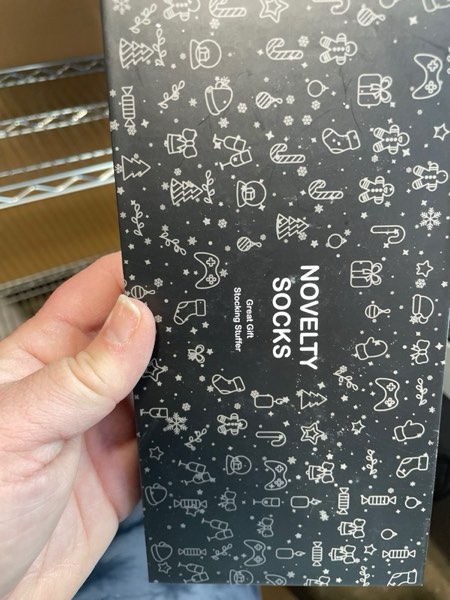 NOVELTY
SOCKS
Great Gift
Stocking Stuffer